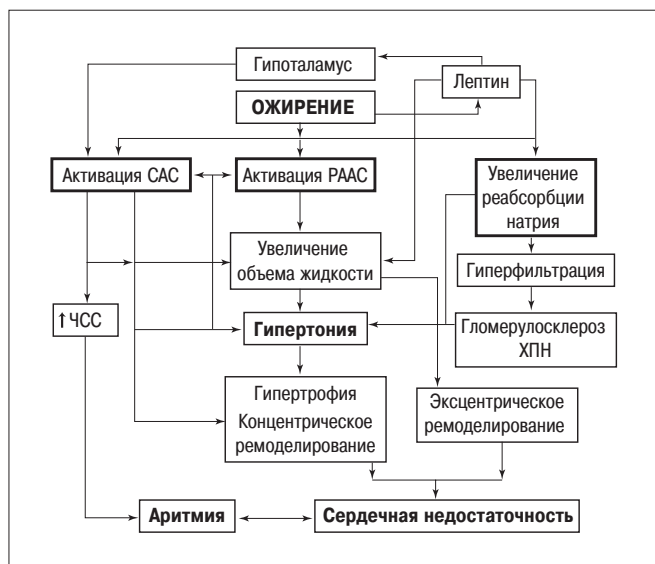 Гипоталамус
Лептин
ОЖИРЕНИЕ
Активация САС
Активация РААС
Увеличение
реабсорбции
натрия
Увеличение
объема жидкости
Гиперфильтрация
↑ЧСС
Гипертония
Гломерулосклероз
ХПН
Гипертрофия
Концентрическое
ремоделирование
Эксцентрическое
ремоделирование
Аритмия
Сердечная недостаточность